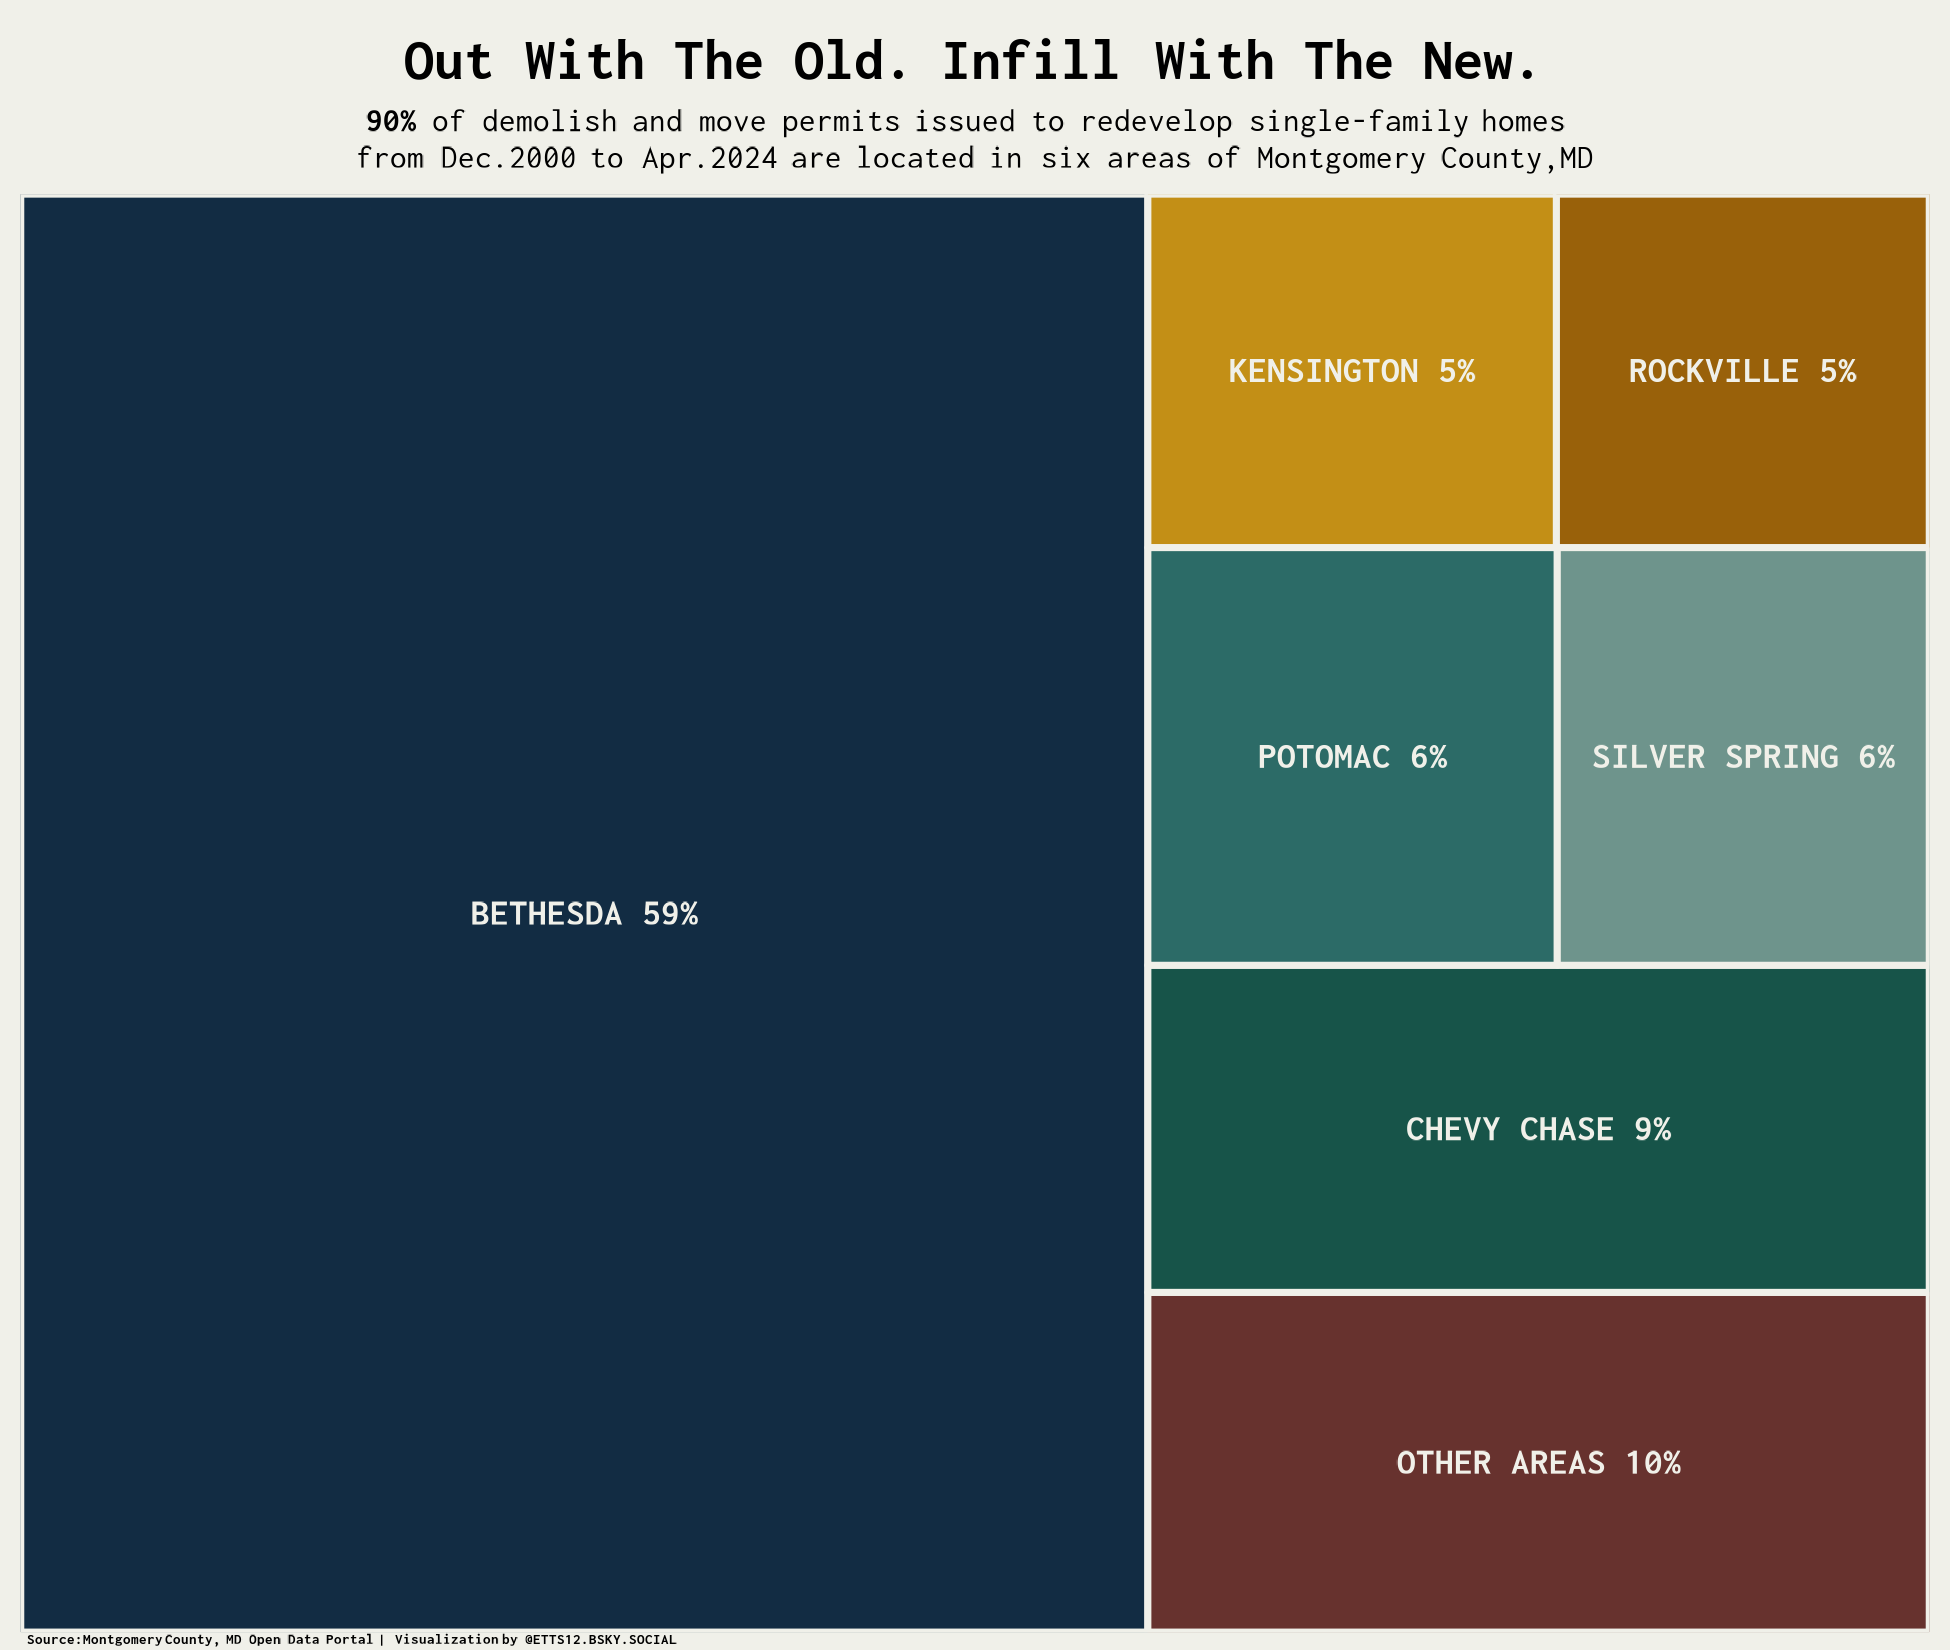 Out With The Old. Infill With The New.
90% of demolish and move permits issued to redevelop single-family homes
from Dec.2000 to Apr.2024 are located in six areas of Montgomery County,MD
KENSINGTON 5%
ROCKVILLE 5%
POTOMAC 6%
SILVER SPRING 6%
BETHESDA 59%
CHEVY CHASE 9%
OTHER AREAS 10%
Source:Montgomery County, MD Open Data Portal | Visualization by @ETTS12.BSKY.SOCIAL